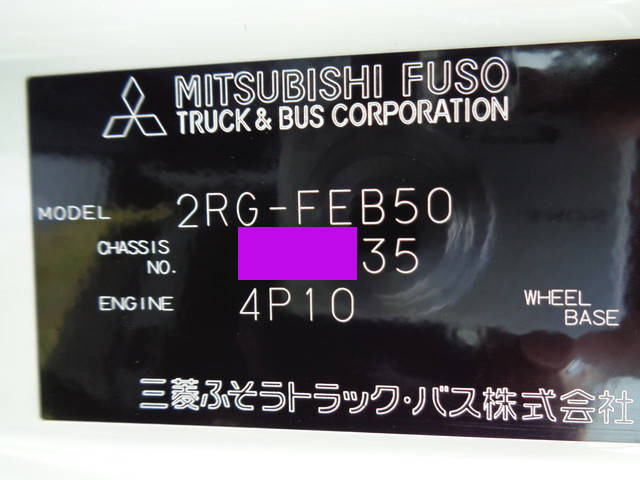 MITSUBISHI FUSO
TRUCK & BUS CORPORATION
MODEL 2RG-FEB50
CHASSIS NO. 35
ENGINE 4P10
WHEEL BASE
三菱ふそうトラック・バス株式会社